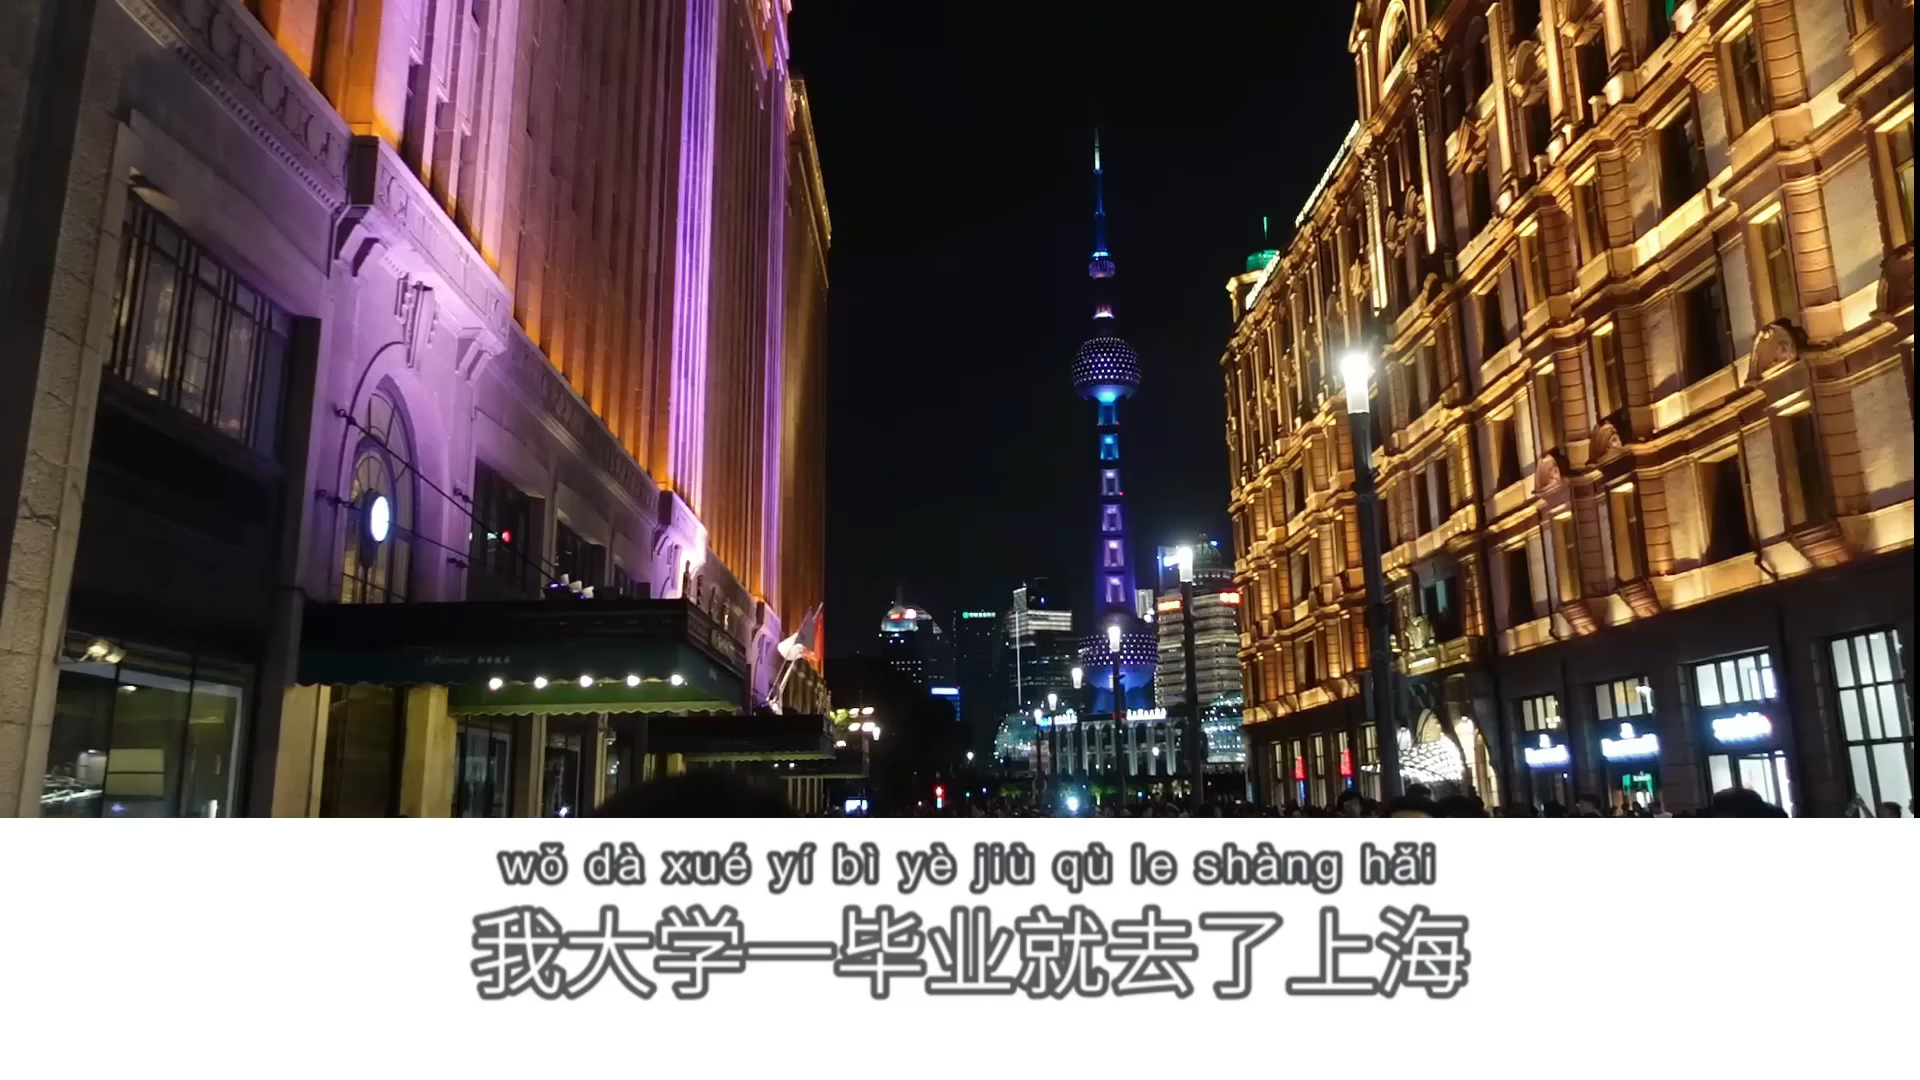 wǒ dà xué yí bì yè jiù qù le shàng hǎi
我大学一毕业就去了上海